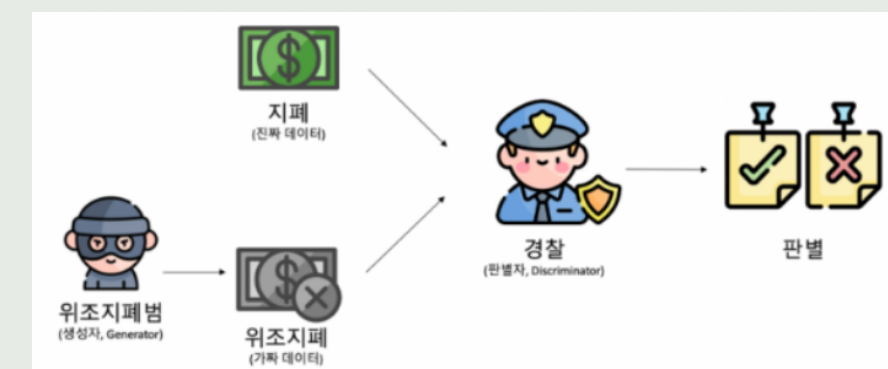 지폐
(진짜 데이터)
위조지폐범
(생성자, Generator)
위조지폐
(가짜 데이터)
경찰
(판별자, Discriminator)
판별